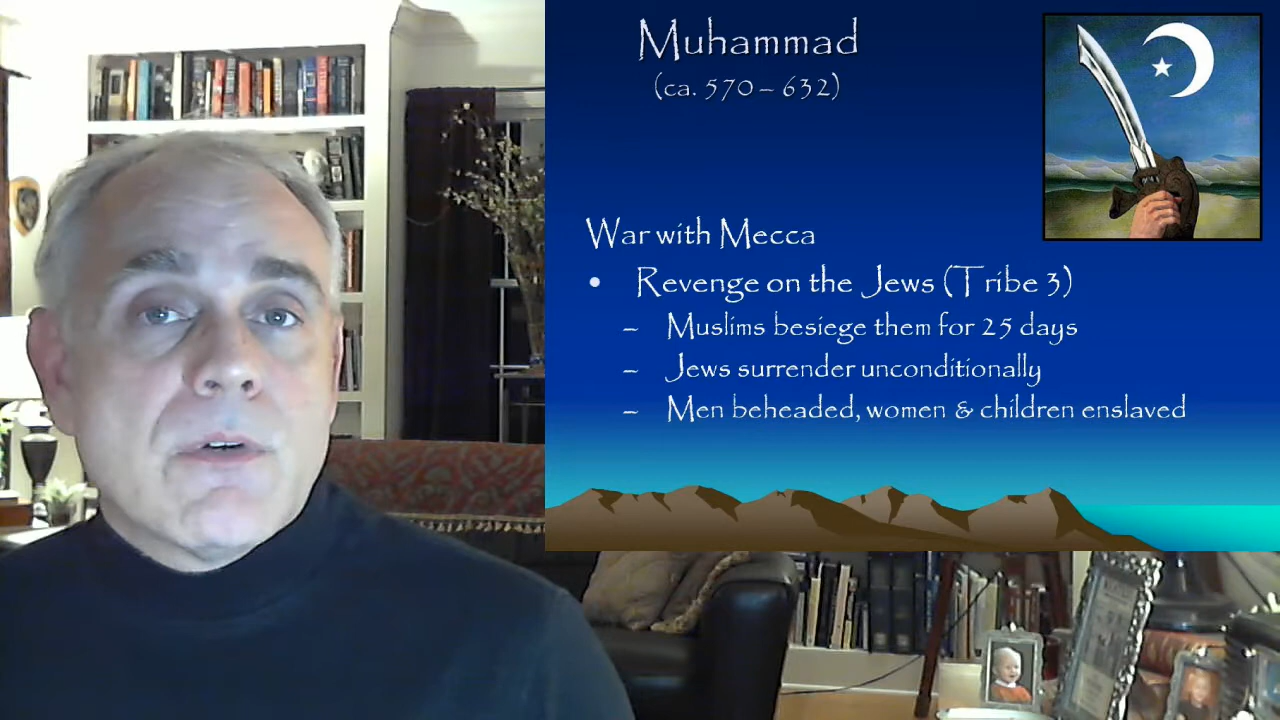 Muhammad
(ca. 570 – 632)
War with Mecca
• Revenge on the Jews (Tribe 3)
– Muslims besiege them for 25 days
– Jews surrender unconditionally
– Men beheaded, women & children enslaved